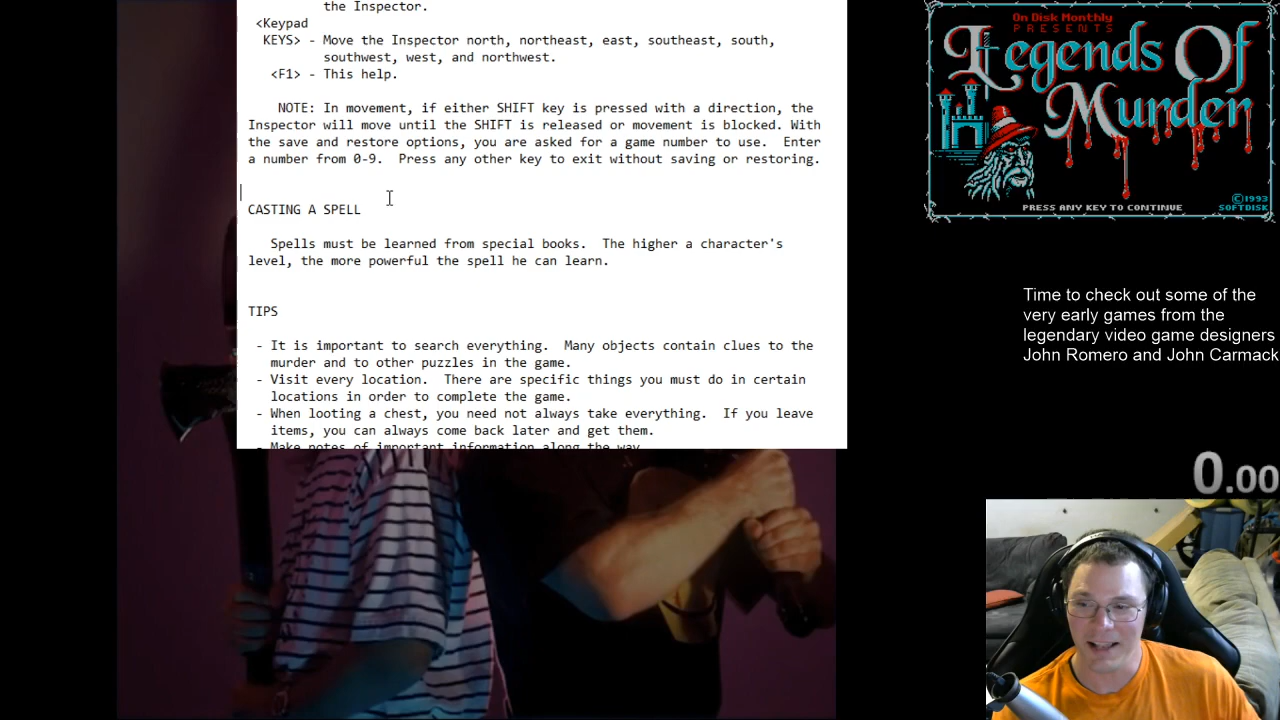 the Inspector.
<Keypad
KEYS> - Move the Inspector north, northeast, east, southeast, south,
southwest, west, and northwest.
<F1> - This help.
NOTE: In movement, if either SHIFT key is pressed with a direction, the
Inspector will move until the SHIFT is released or movement is blocked. With
the save and restore options, you are asked for a game number to use. Enter
a number from 0-9. Press any other key to exit without saving or restoring.
CASTING A SPELL
Spells must be learned from special books. The higher a character's
level, the more powerful the spell he can learn.
TIPS
- It is important to search everything. Many objects contain clues to the
murder and to other puzzles in the game.
- Visit every location. There are specific things you must do in certain
locations in order to complete the game.
- When looting a chest, you need not always take everything. If you leave
items, you can always come back later and get them.
- Make notes of important information along the way.
On Disk Monthly
PRESENTS
Legends Of
Murder
PRESS ANY KEY TO CONTINUE
©1993
SOFTDISK
Time to check out some of the
very early games from the
legendary video game designers
John Romero and John Carmack
0.00